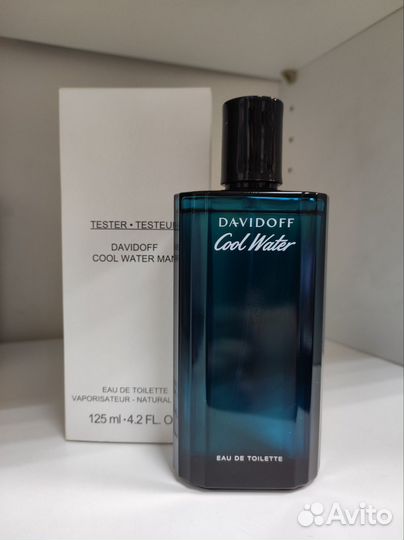 TESTER • TESTEUR
DAVIDOFF
COOL WATER MAN
EAU DE TOILETTE
VAPORISATEUR - NATURAL
125 ml • 4.2 FL. O
DAVIDOFF
Cool Water
EAU DE TOILETTE
Avito